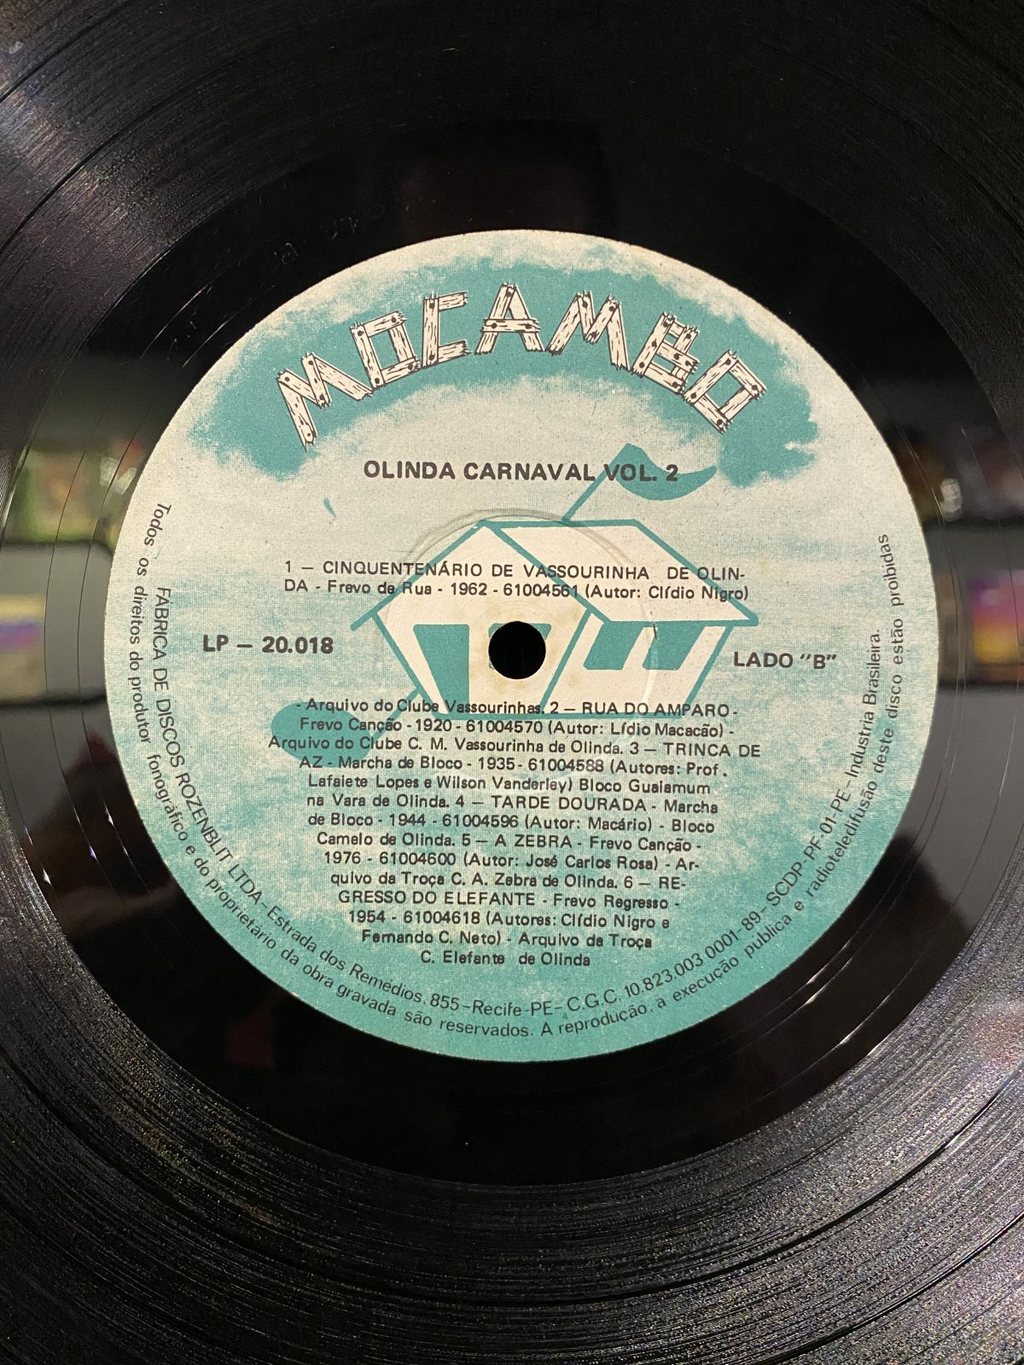 MOCAMBO
OLINDA CARNAVAL VOL. 2
1 — CINQUENTENÁRIO DE VASSOURINHA DE OLIN-
DA - Frevo de Rua - 1962 - 61004561 (Autor: Clídio Nigro)
LP — 20.018
LADO "B"
- Arquivo do Clube Vassourinhas. 2 — RUA DO AMPARO -
Frevo Canção - 1920 - 61004570 (Autor: Lídio Macacão) -
Arquivo do Clube C. M. Vassourinha de Olinda. 3 — TRINCA DE
AZ - Marcha de Bloco - 1935 - 61004588 (Autores: Prof.
Lafaiete Lopes e Wilson Vanderley) Bloco Guaiamum
na Vara de Olinda. 4 — TARDE DOURADA - Marcha
de Bloco - 1944 - 61004596 (Autor: Macário) - Bloco
Camelo de Olinda. 5 — A ZEBRA - Frevo Canção -
1976 - 61004600 (Autor: José Carlos Rosa) - Ar-
quivo da Troça C. A. Zebra de Olinda. 6 — RE-
GRESSO DO ELEFANTE - Frevo Regresso -
1954 - 61004618 (Autores: Clídio Nigro e
Fernando C. Neto) - Arquivo da Troça
C. Elefante de Olinda
FÁBRICA DE DISCOS ROZENBLIT LTDA - Estrada dos Remédios, 855 - Recife - PE - C.G.C. 10.823.003 0001-89 - SCDP - PF - 01 - PE - Industria Brasileira.
Todos os direitos do produtor fonográfico e do proprietário da obra gravada são reservados. A reprodução, a execução publica e radioteledifusão deste disco estão proibidas